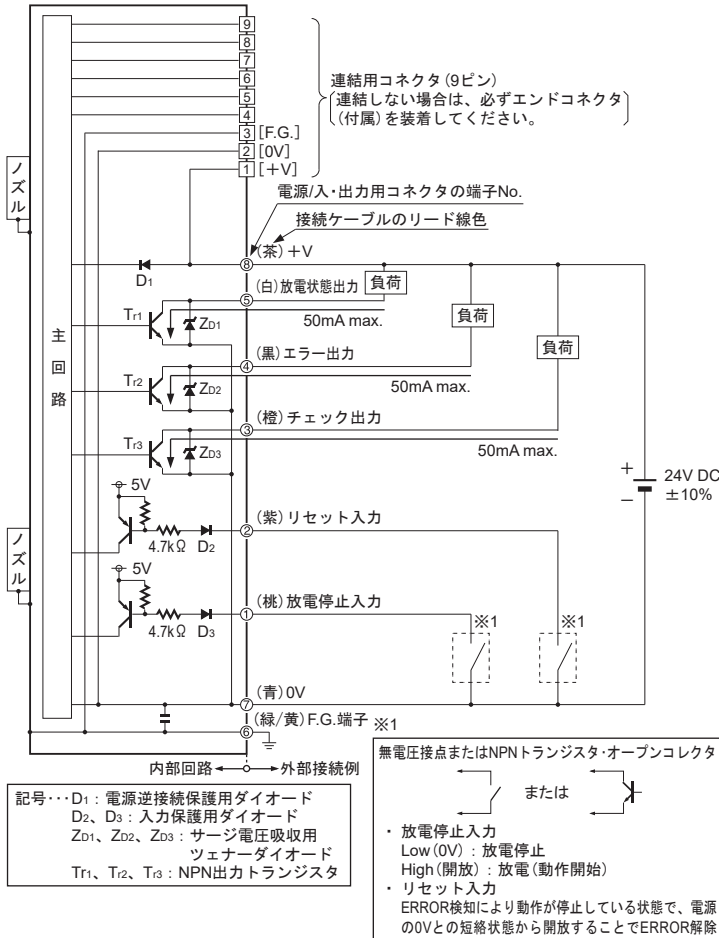 9
8
7
6
5
4
3 [F.G.]
2 [0V]
1 [+V]
連結用コネクタ(9ピン)
連結しない場合は、必ずエンドコネクタ
(付属)を装着してください。
ノズル
電源/入・出力用コネクタの端子No.
接続ケーブルのリード線色
⑧ (茶)+V
D1
⑤ (白)放電状態出力
負荷
負荷
負荷
Tr1
ZD1
50mA max.
主回路
④ (黒)エラー出力
Tr2
ZD2
50mA max.
③ (橙)チェック出力
Tr3
ZD3
50mA max.
+
−
24V DC
±10%
5V
② (紫)リセット入力
4.7kΩ D2
ノズル
5V
① (桃)放電停止入力
4.7kΩ D3
※1
※1
⑦ (青)0V
⑥ (緑/黄)F.G.端子 ※1
内部回路 外部接続例
記号･･･D1:電源逆接続保護用ダイオード
D2、D3:入力保護用ダイオード
ZD1、ZD2、ZD3:サージ電圧吸収用
ツェナーダイオード
Tr1、Tr2、Tr3:NPN出力トランジスタ
無電圧接点またはNPNトランジスタ・オープンコレクタ
または
・ 放電停止入力
Low(0V):放電停止
High(開放):放電(動作開始)
・ リセット入力
ERROR検知により動作が停止している状態で、電源
の0Vとの短絡状態から開放することでERROR解除